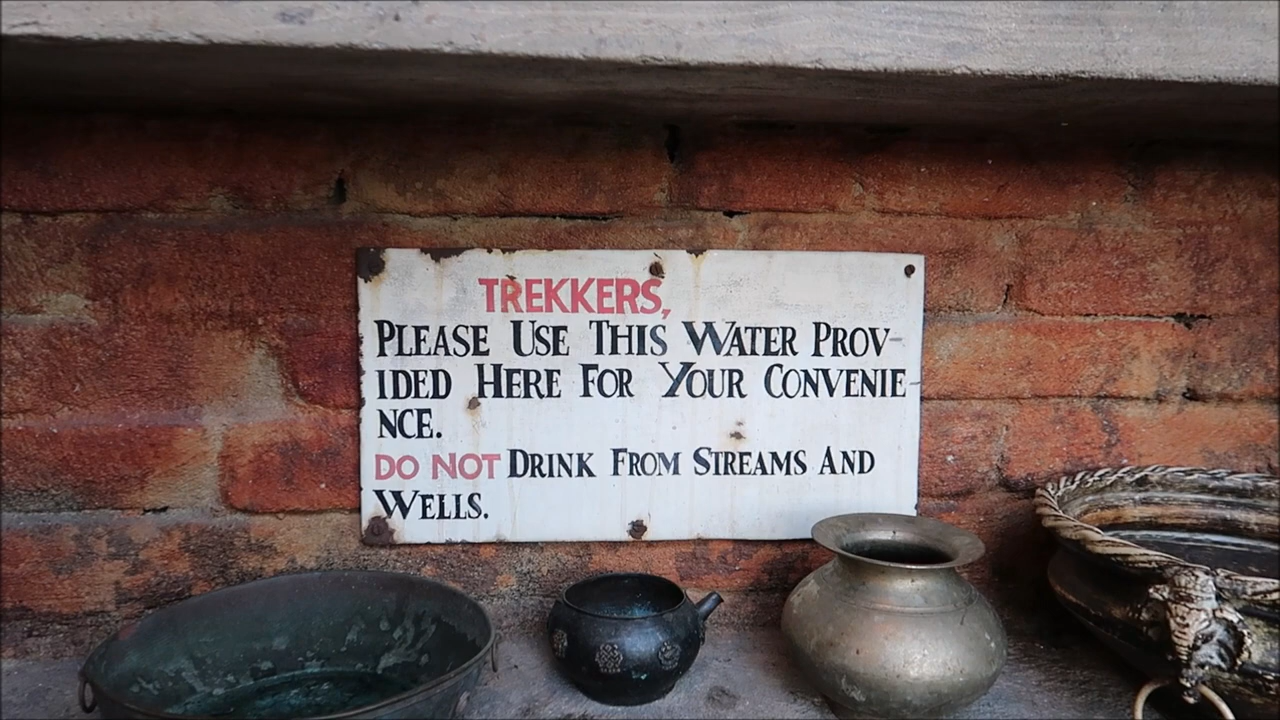 TREKKERS,
PLEASE USE THIS WATER PROV-
IDED HERE FOR YOUR CONVENIE-
NCE.
DO NOT DRINK FROM STREAMS AND
WELLS.